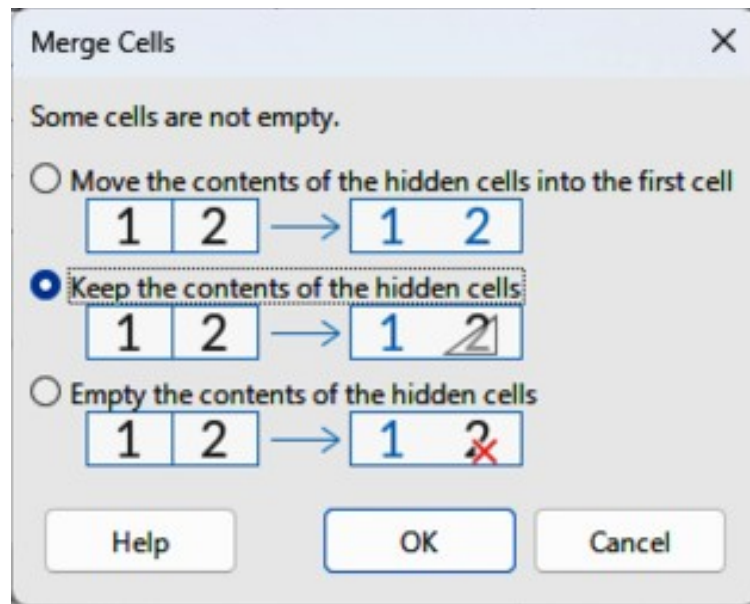 Merge Cells
Some cells are not empty.
Move the contents of the hidden cells into the first cell
1 2 1 2
Keep the contents of the hidden cells
1 2 1 2
Empty the contents of the hidden cells
1 2 1 2
Help OK Cancel